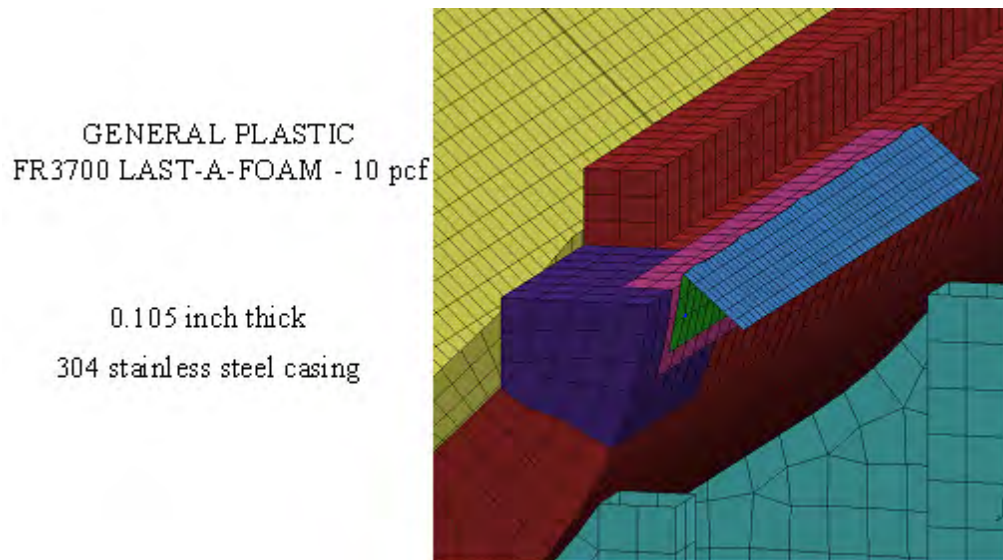 GENERAL PLASTIC
FR3700 LAST-A-FOAM - 10 pcf
0.105 inch thick
304 stainless steel casing